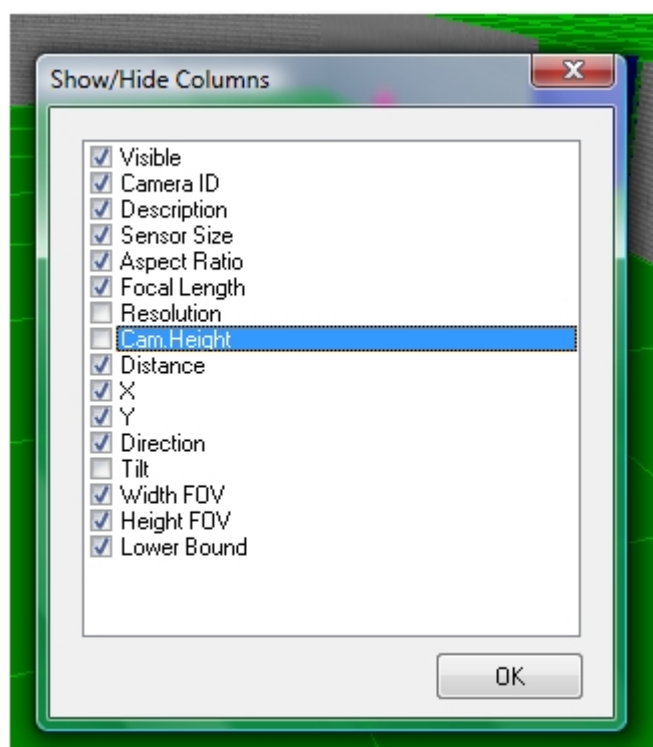 Show/Hide Columns
Visible
Camera ID
Description
Sensor Size
Aspect Ratio
Focal Length
Resolution
Cam.Height
Distance
X
Y
Direction
Tilt
Width FOV
Height FOV
Lower Bound
OK